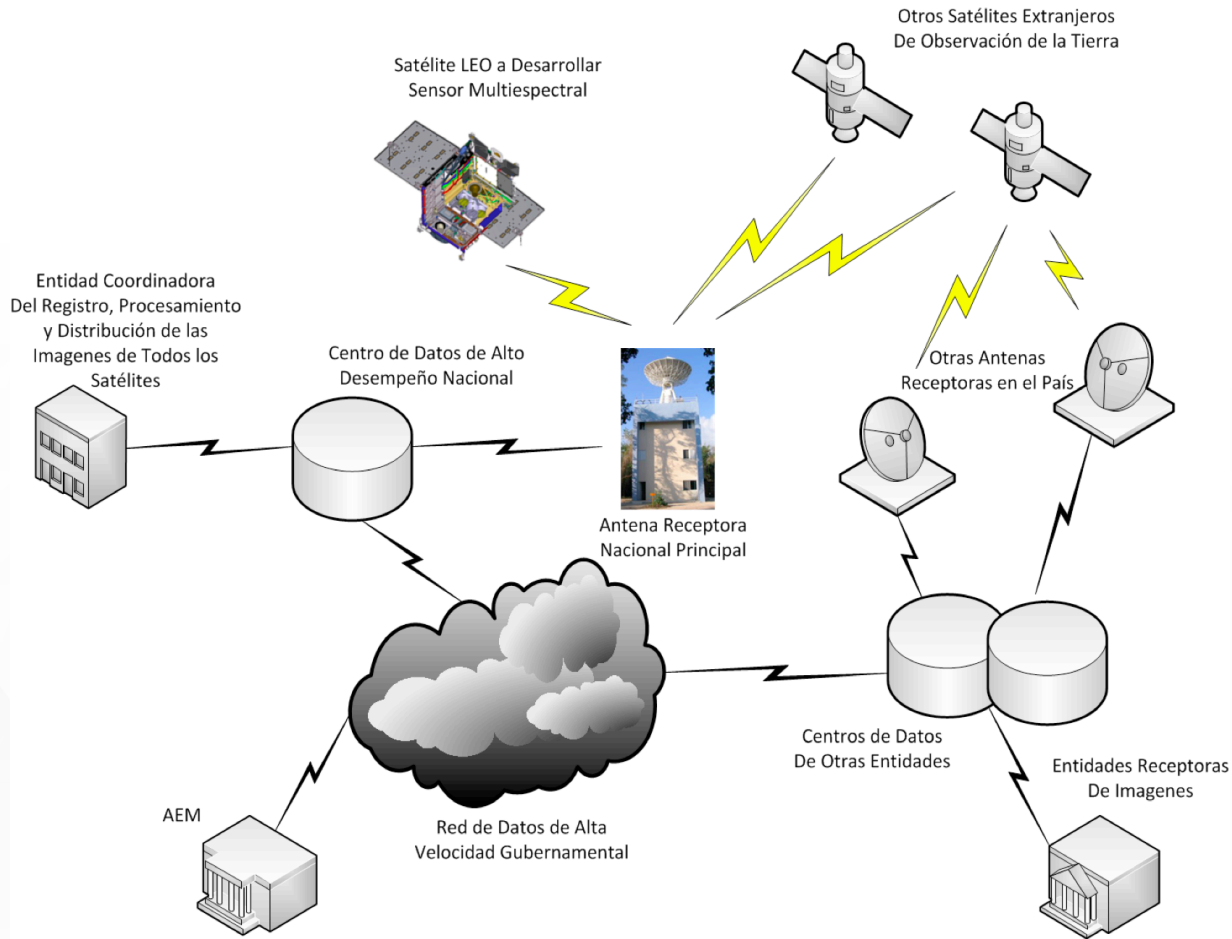 Otros Satélites Extranjeros
De Observación de la Tierra
Satélite LEO a Desarrollar
Sensor Multiespectral
Entidad Coordinadora
Del Registro, Procesamiento
y Distribución de las
Imagenes de Todos los
Satélites
Centro de Datos de Alto
Desempeño Nacional
Otras Antenas
Receptoras en el País
Antena Receptora
Nacional Principal
Centros de Datos
De Otras Entidades
Entidades Receptoras
De Imagenes
AEM
Red de Datos de Alta
Velocidad Gubernamental